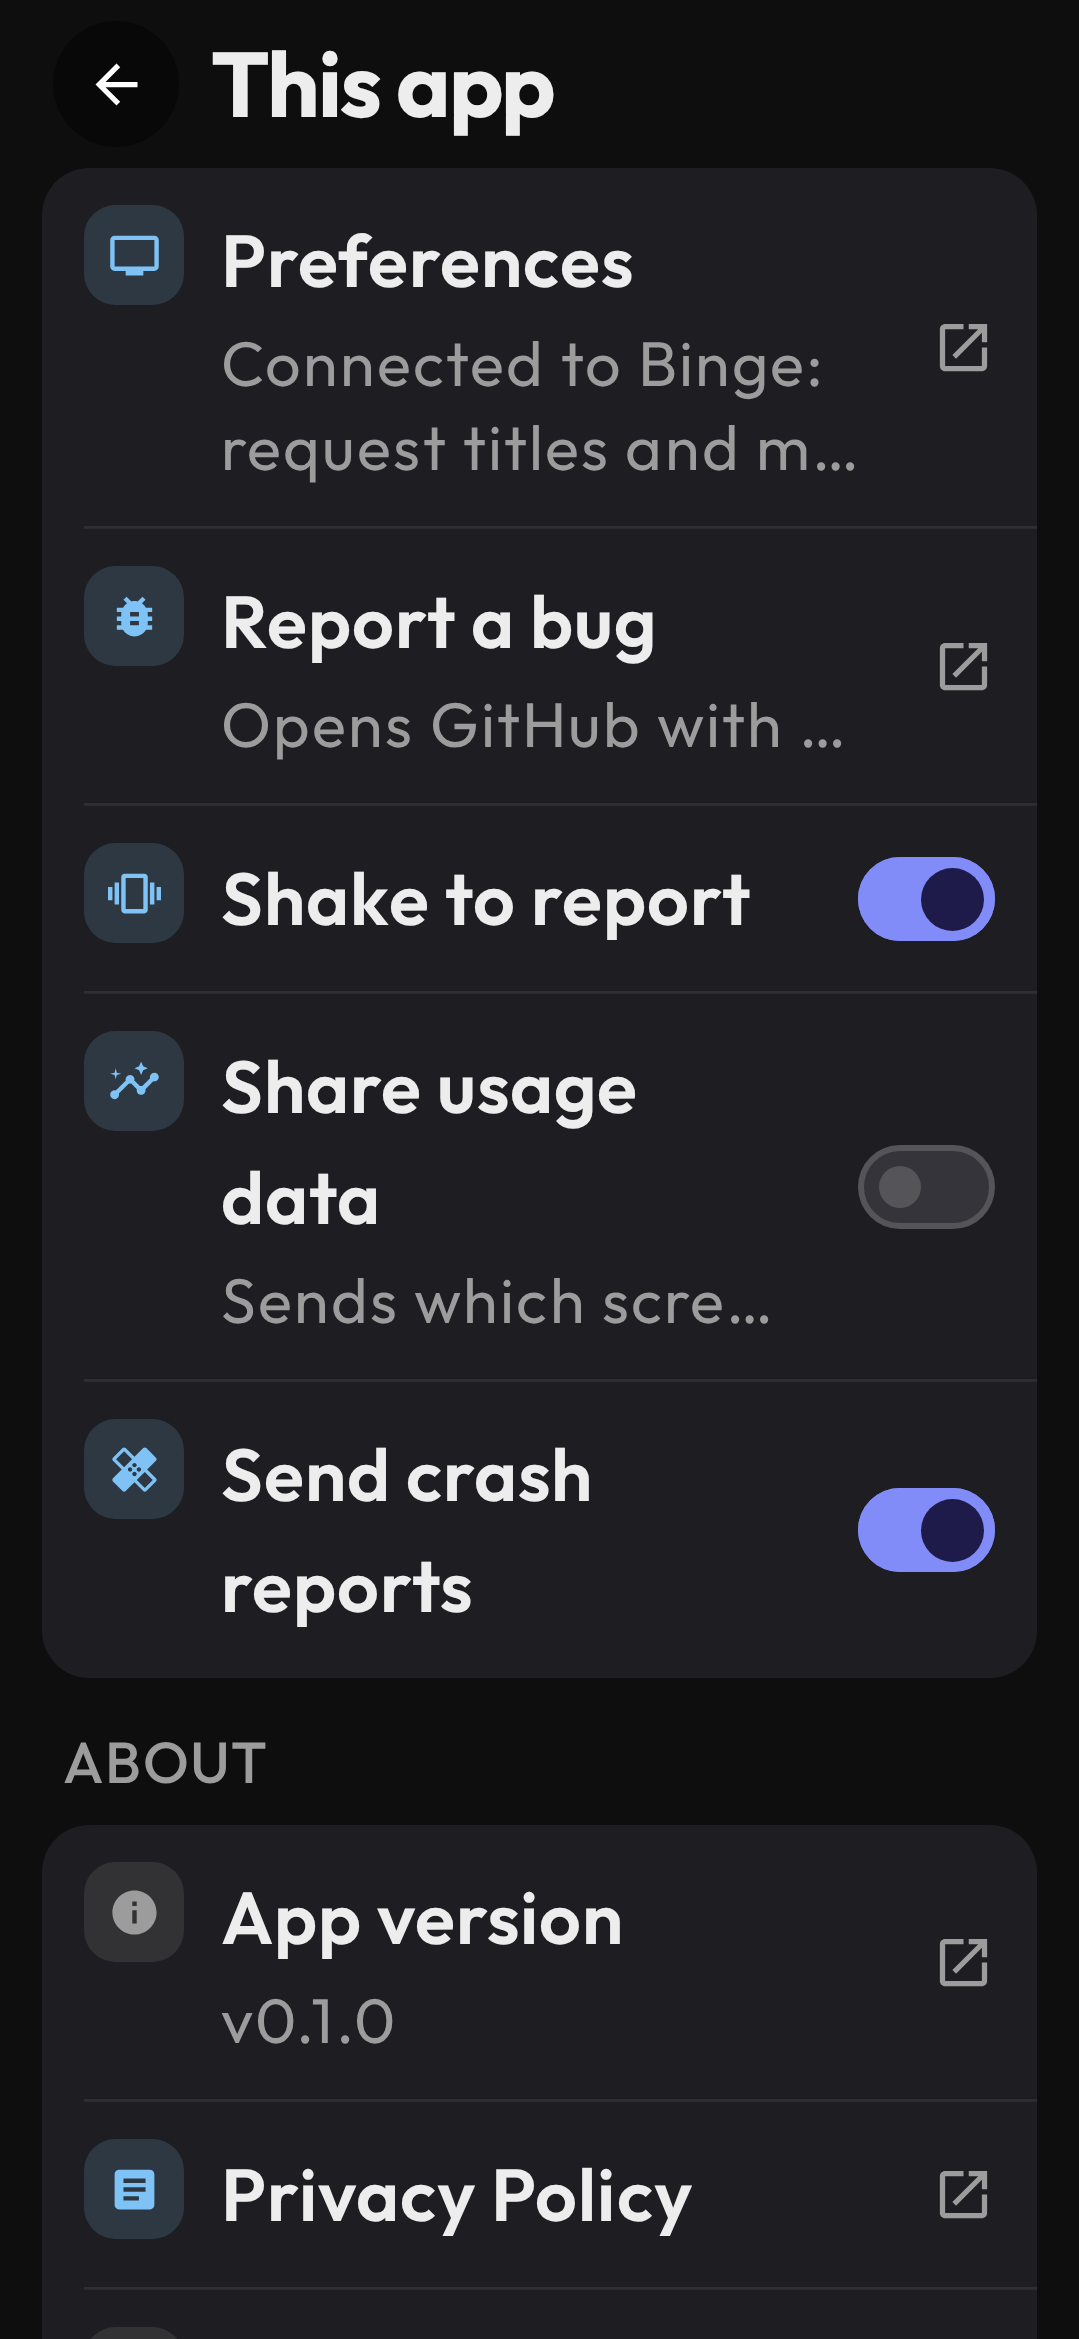 This app
Preferences
Connected to Binge:
request titles and m…
Report a bug
Opens GitHub with …
Shake to report
Share usage
data
Sends which scre…
Send crash
reports
ABOUT
App version
v0.1.0
Privacy Policy